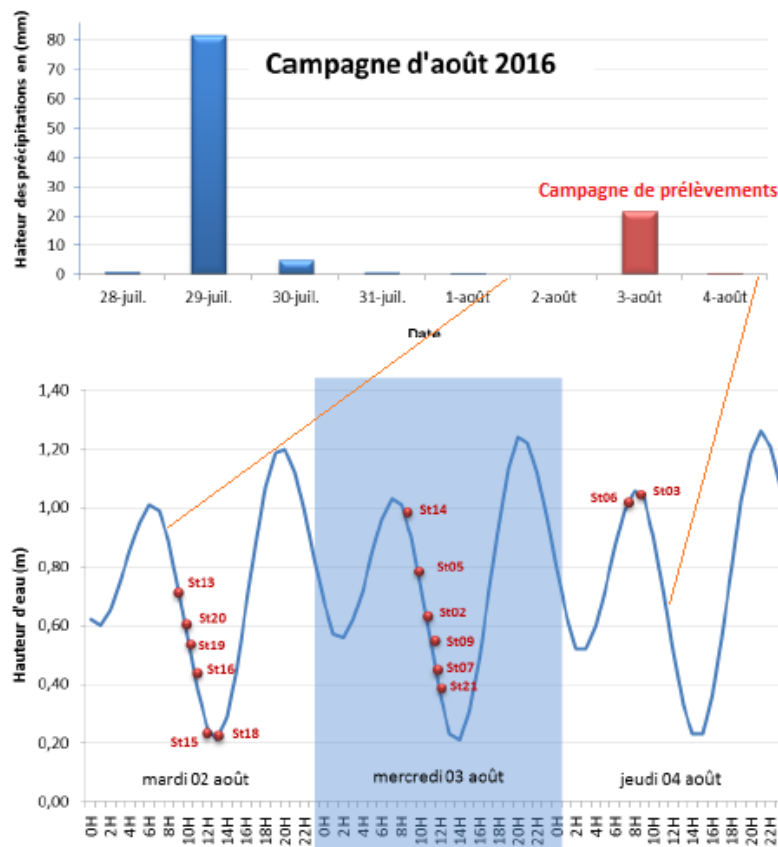 Campagne d'août 2016
Haiteur des précipitations en (mm)
80
70
60
50
40
30
20
10
0
Campagne de prélèvements
28-juil. 29-juil. 30-juil. 31-juil. 1-août 2-août 3-août 4-août
Date
Hauteur d'eau (m)
1,40
1,20
1,00
0,80
0,60
0,40
0,20
0,00
St13
St20
St19
St16
St15
St18
St14
St05
St02
St09
St07
St21
St06
St03
mardi 02 août mercredi 03 août jeudi 04 août
0H 2H 4H 6H 8H 10H 12H 14H 16H 18H 20H 22H 0H 2H 4H 6H 8H 10H 12H 14H 16H 18H 20H 22H 0H 2H 4H 6H 8H 10H 12H 14H 16H 18H 20H 22H